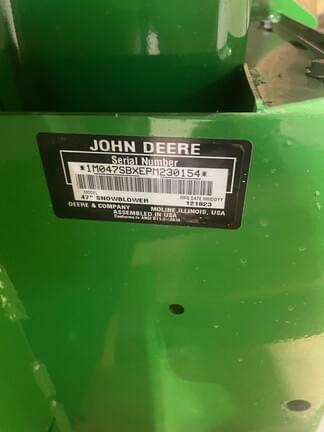 JOHN DEERE
Serial Number
*1M047SBXEPM230154*
MODEL MFG DATE MMDDYY
47" SNOWBLOWER 121823
DEERE & COMPANY MOLINE, ILLINOIS, USA
ASSEMBLED IN USA